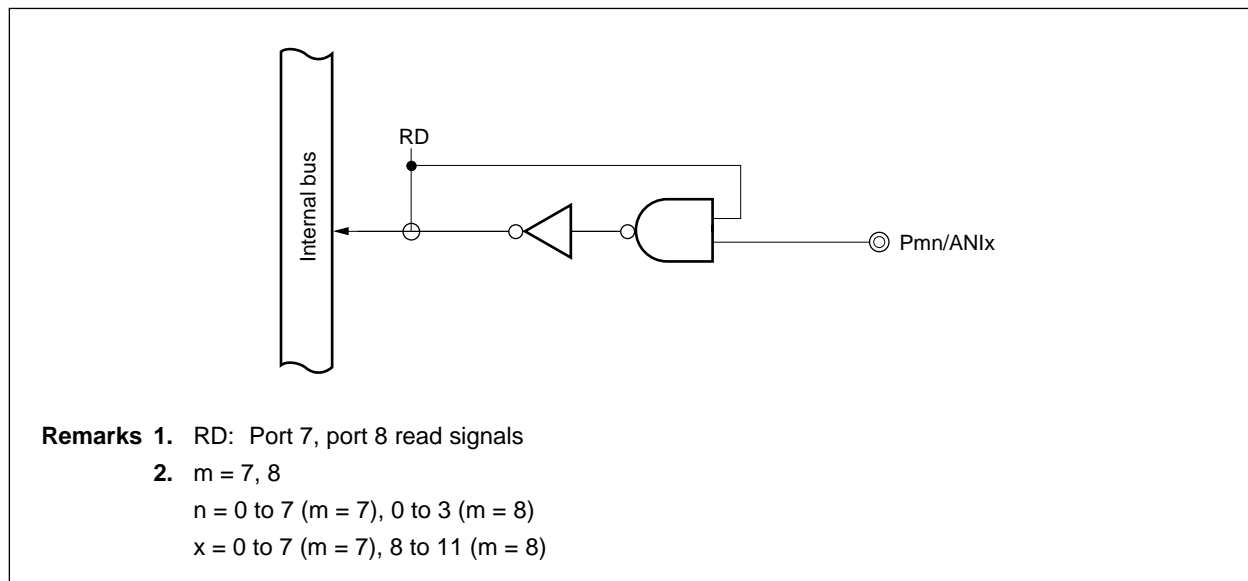 RD
Internal bus
Pmn/ANIx
Remarks 1. RD: Port 7, port 8 read signals
2. m = 7, 8
n = 0 to 7 (m = 7), 0 to 3 (m = 8)
x = 0 to 7 (m = 7), 8 to 11 (m = 8)